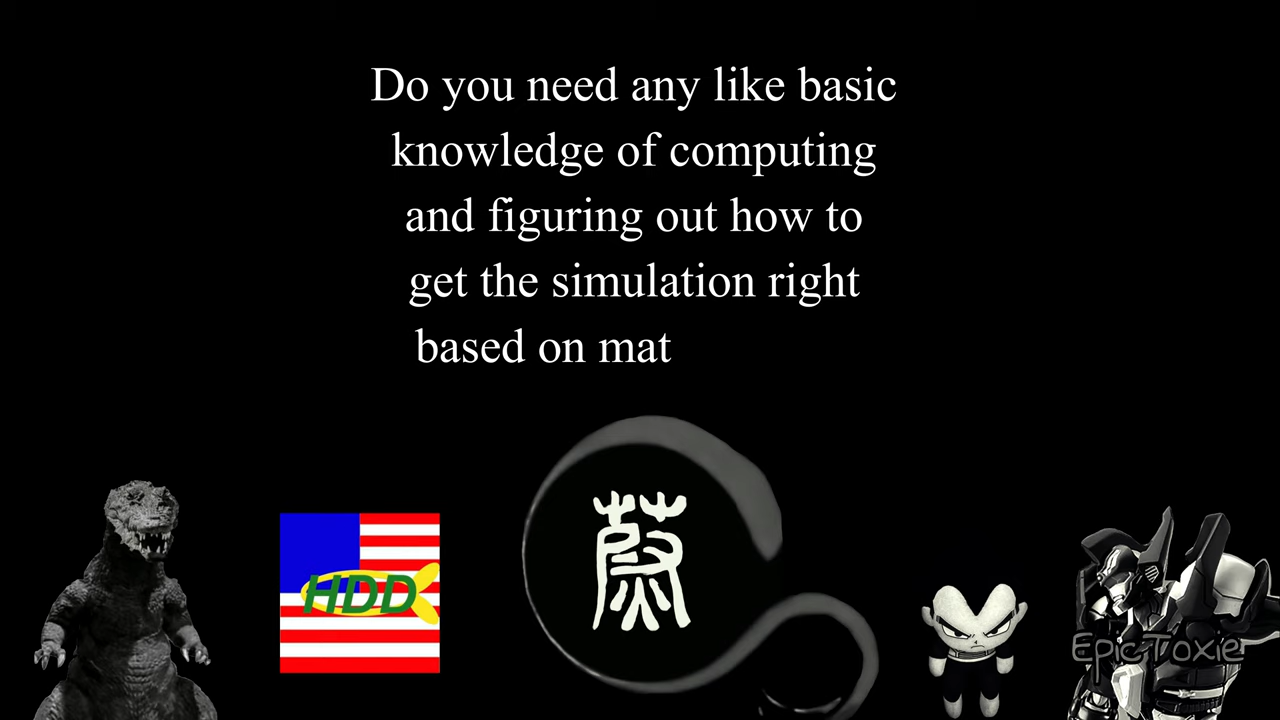 Do you need any like basic
knowledge of computing
and figuring out how to
get the simulation right
based on mat
HDD
蔚
EpicToxie